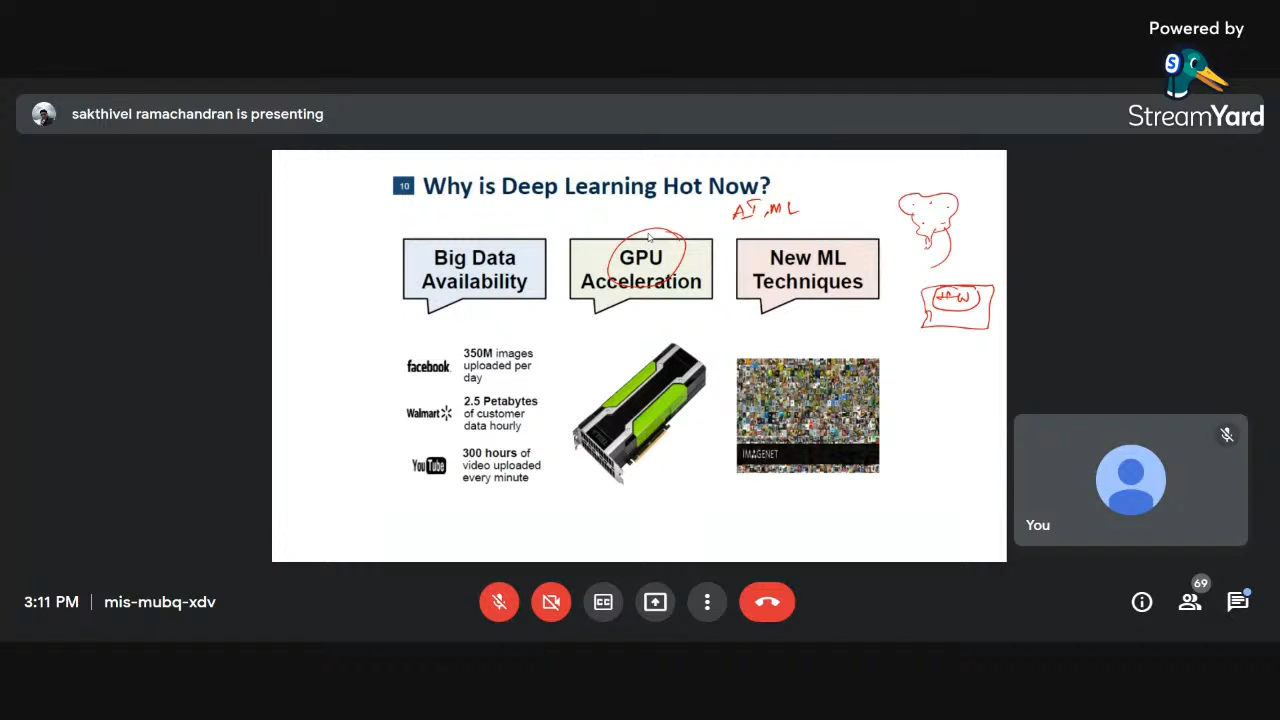 Powered by
S
StreamYard
sakthivel ramachandran is presenting
10 Why is Deep Learning Hot Now?
AI, ML
Big Data
Availability
GPU
Acceleration
New ML
Techniques
facebook
350M images
uploaded per
day
Walmart
2.5 Petabytes
of customer
data hourly
YouTube
300 hours of
video uploaded
every minute
IMAGENET
You
3:11 PM | mis-mubq-xdv
CC
69